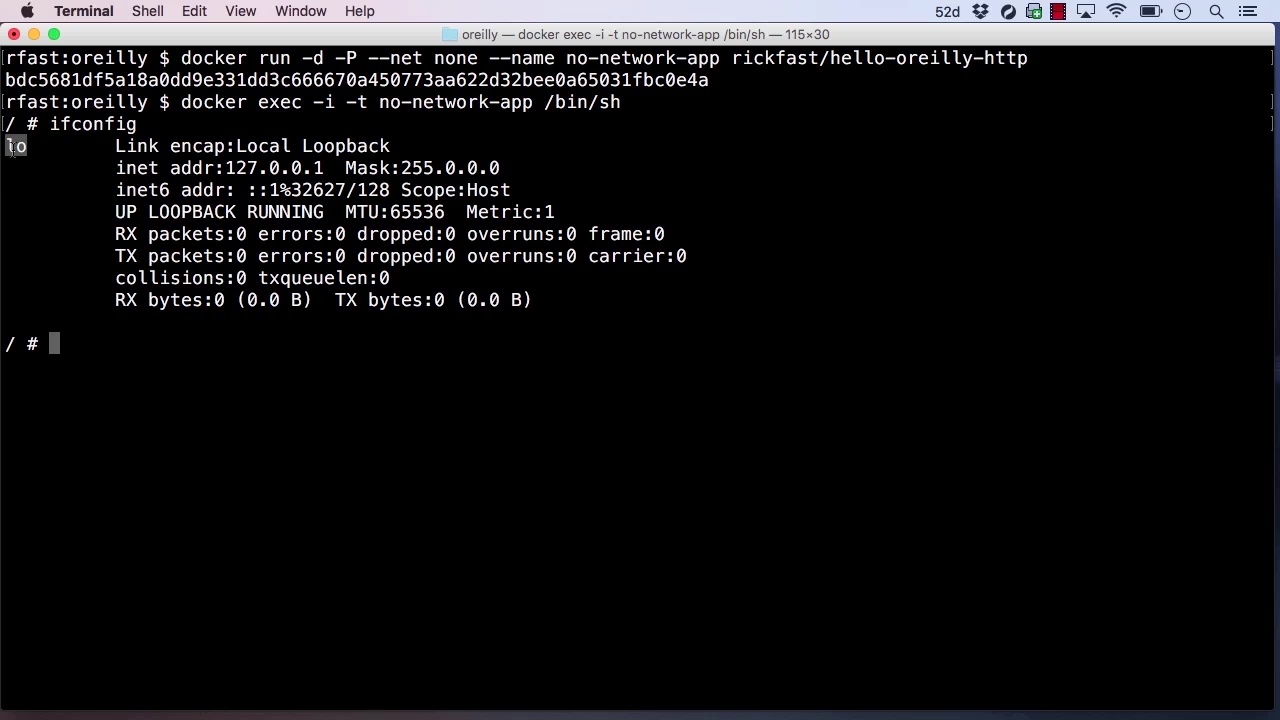 Terminal Shell Edit View Window Help 52d
oreilly — docker exec -i -t no-network-app /bin/sh — 115×30
rfast:oreilly $ docker run -d -P --net none --name no-network-app rickfast/hello-oreilly-http
bdc5681df5a18a0dd9e331dd3c666670a450773aa622d32bee0a65031fbc0e4a
rfast:oreilly $ docker exec -i -t no-network-app /bin/sh
/ # ifconfig
lo Link encap:Local Loopback
inet addr:127.0.0.1 Mask:255.0.0.0
inet6 addr: ::1%32627/128 Scope:Host
UP LOOPBACK RUNNING MTU:65536 Metric:1
RX packets:0 errors:0 dropped:0 overruns:0 frame:0
TX packets:0 errors:0 dropped:0 overruns:0 carrier:0
collisions:0 txqueuelen:0
RX bytes:0 (0.0 B) TX bytes:0 (0.0 B)
/ #